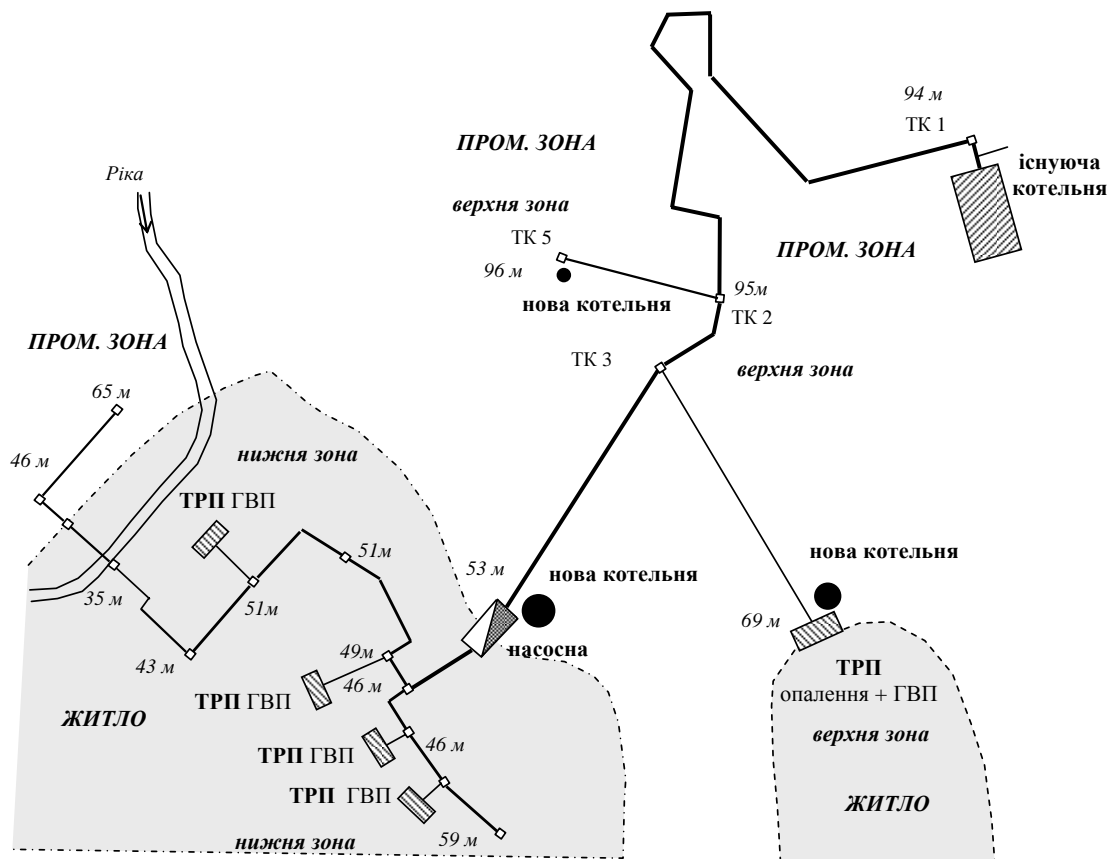 94 м
ТК 1
існуюча
котельня
ПРОМ. ЗОНА
Ріка
верхня зона
ТК 5
96 м
нова котельня
ПРОМ. ЗОНА
95м
ТК 2
ПРОМ. ЗОНА
ТК 3
верхня зона
65 м
46 м
нижня зона
ТРП ГВП
51м
53 м
нова котельня
нова котельня
35 м
51м
69 м
насосна
43 м
49м
46 м
ТРП ГВП
ТРП
опалення + ГВП
ЖИТЛО
верхня зона
46 м
ТРП ГВП
ТРП ГВП
ЖИТЛО
59 м
нижня зона